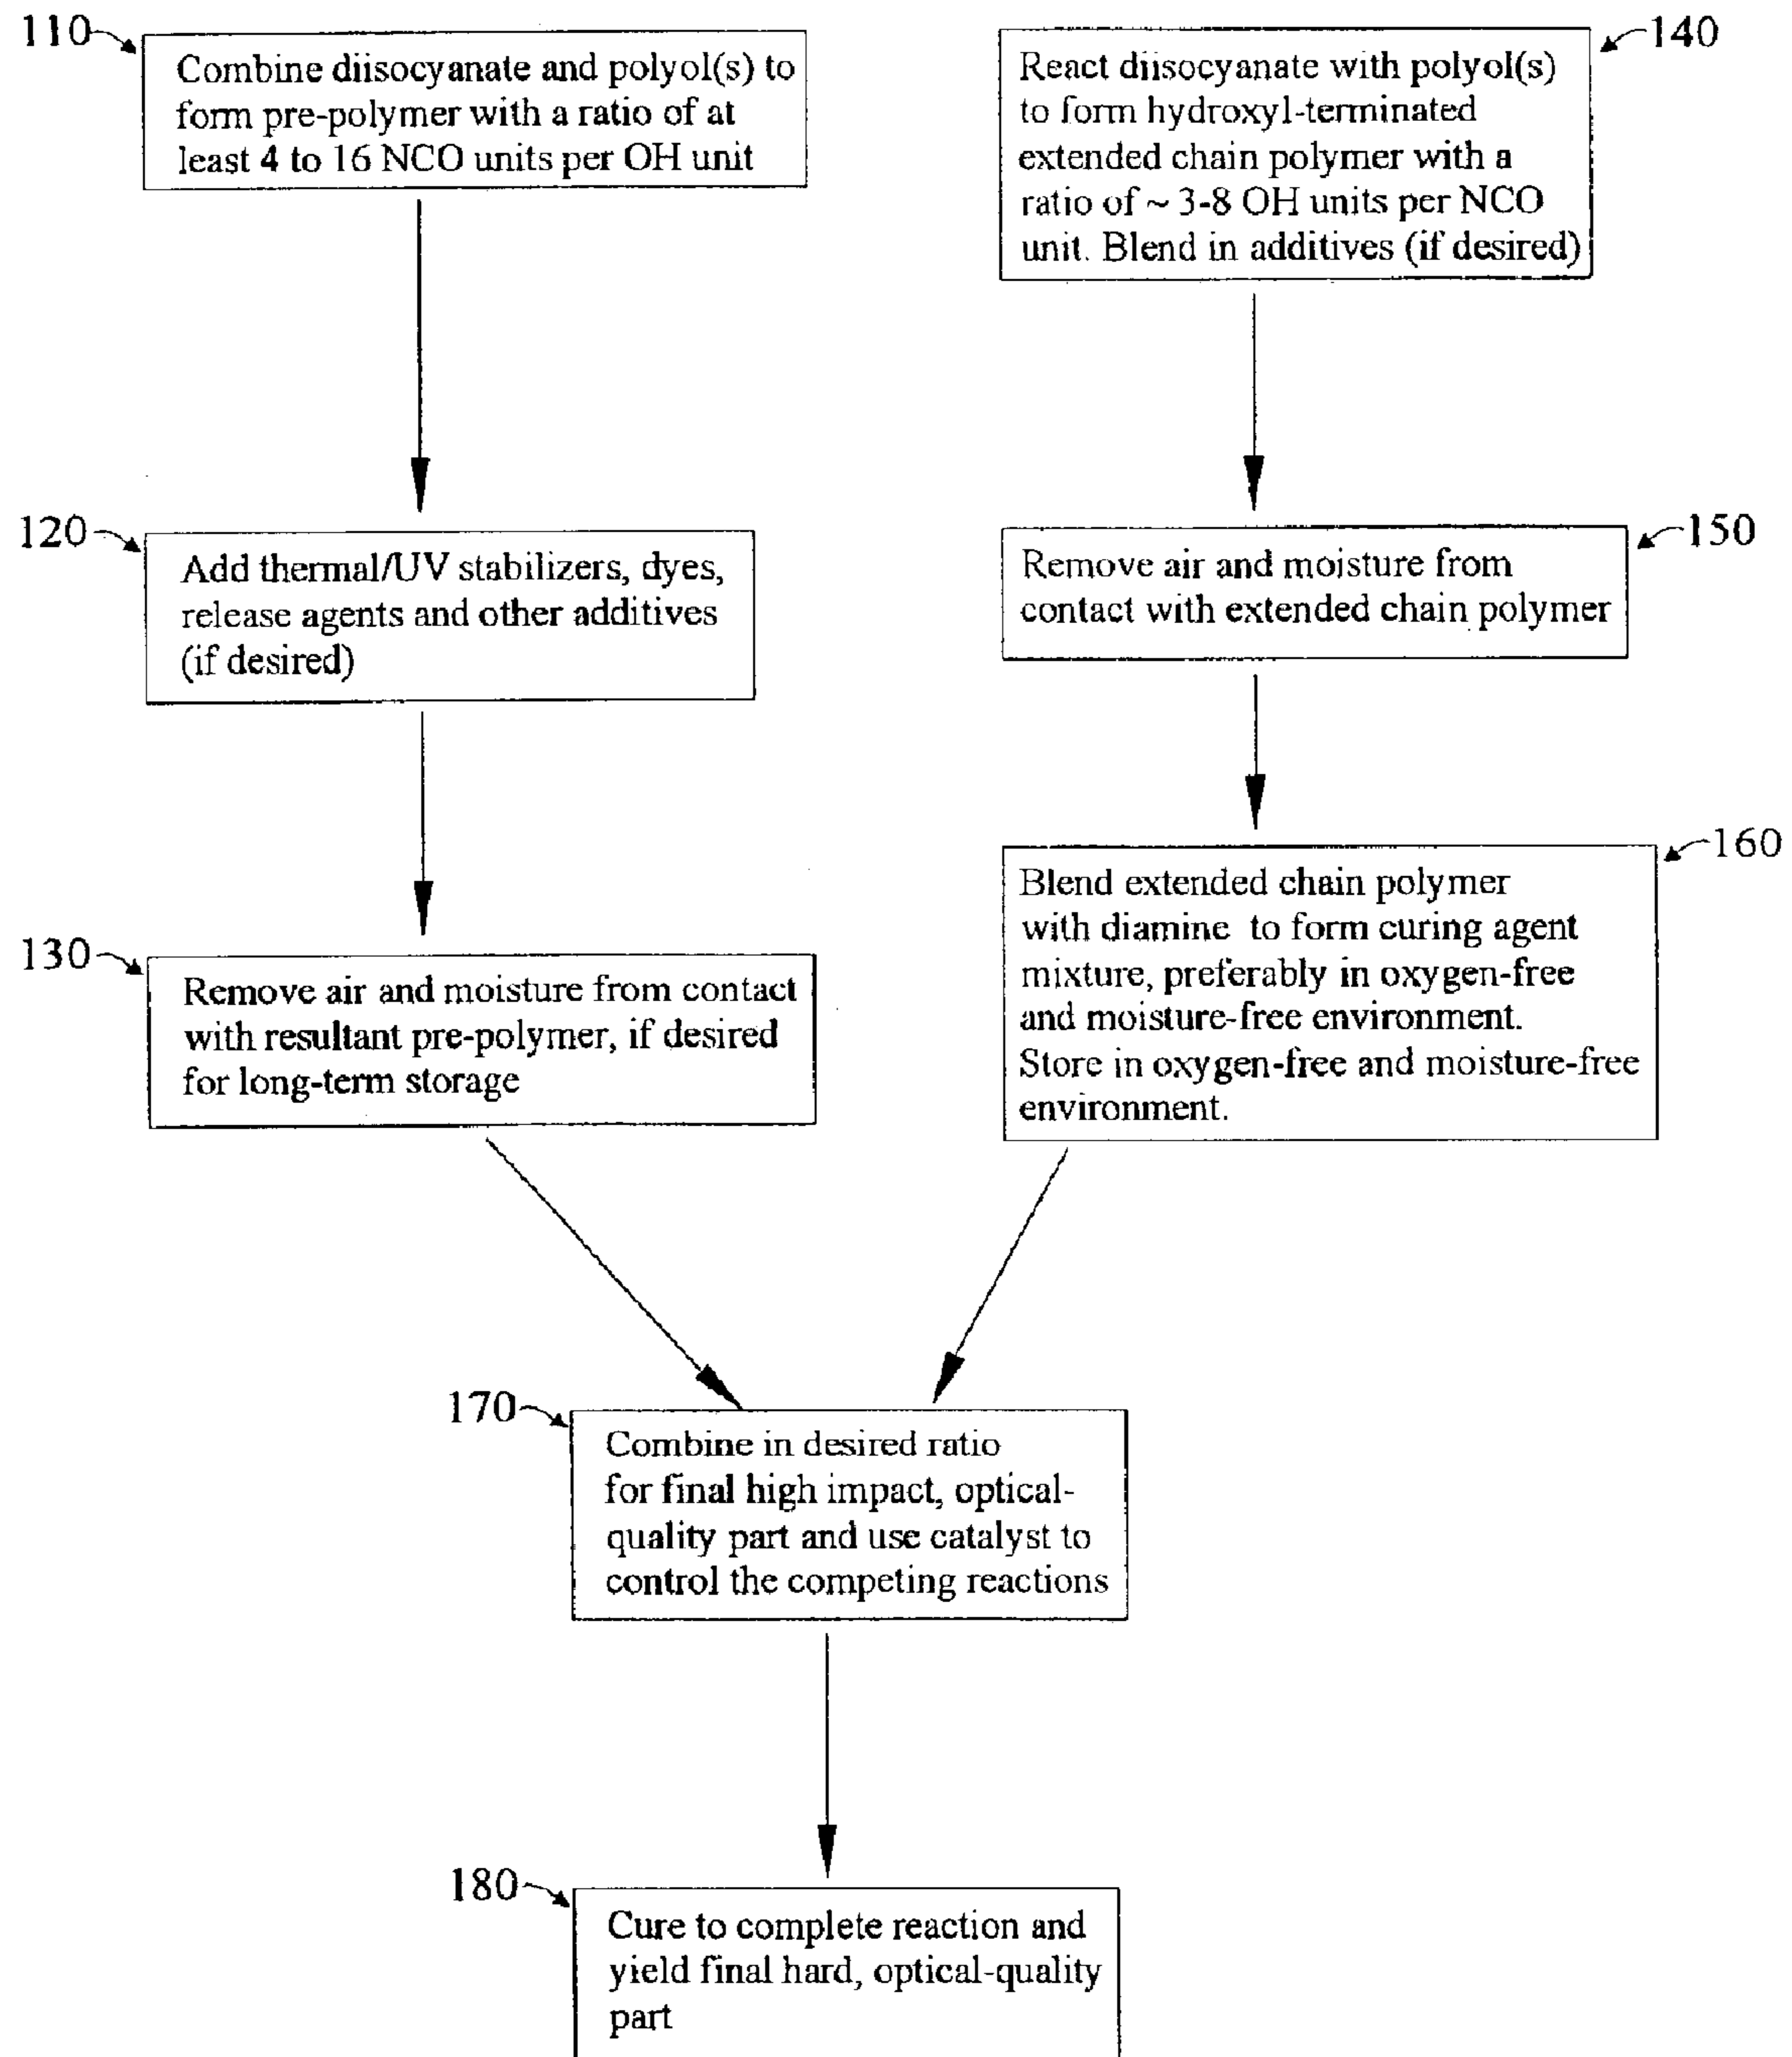 110
Combine diisocyanate and polyol(s) to
form pre-polymer with a ratio of at
least 4 to 16 NCO units per OH unit
140
React diisocyanate with polyol(s)
to form hydroxyl-terminated
extended chain polymer with a
ratio of ~ 3-8 OH units per NCO
unit. Blend in additives (if desired)
120
Add thermal/UV stabilizers, dyes,
release agents and other additives
(if desired)
150
Remove air and moisture from
contact with extended chain polymer
130
Remove air and moisture from contact
with resultant pre-polymer, if desired
for long-term storage
160
Blend extended chain polymer
with diamine to form curing agent
mixture, preferably in oxygen-free
and moisture-free environment.
Store in oxygen-free and moisture-free
environment.
170
Combine in desired ratio
for final high impact, optical-
quality part and use catalyst to
control the competing reactions
180
Cure to complete reaction and
yield final hard, optical-quality
part